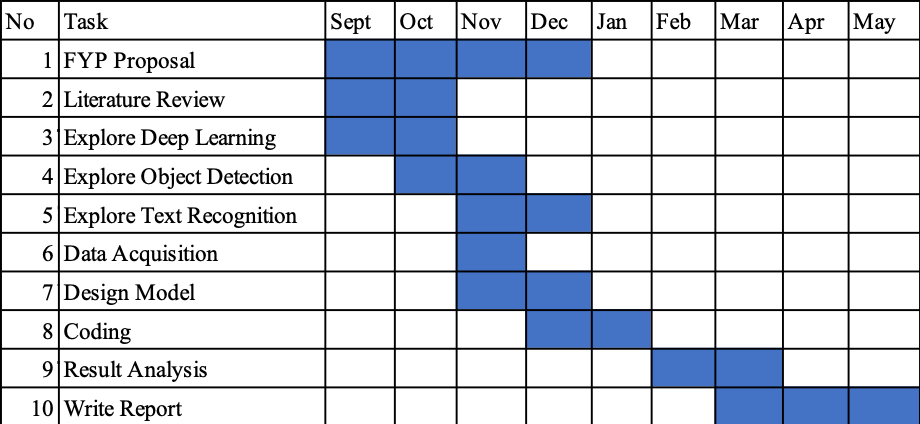 No Task Sept Oct Nov Dec Jan Feb Mar Apr May
1 FYP Proposal
2 Literature Review
3 Explore Deep Learning
4 Explore Object Detection
5 Explore Text Recognition
6 Data Acquisition
7 Design Model
8 Coding
9 Result Analysis
10 Write Report